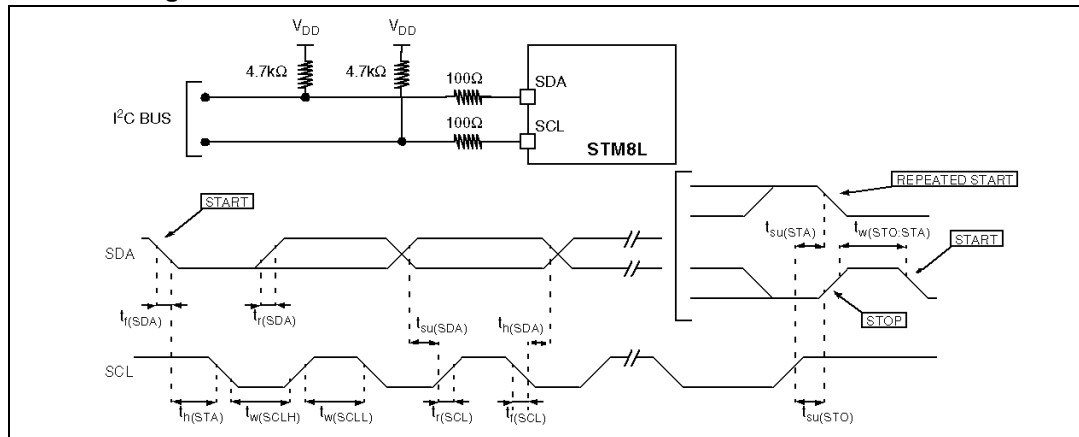 VDD VDD
4.7kΩ 4.7kΩ
100Ω
100Ω
SDA
SCL
STM8L
I²C BUS
REPEATED START
START
tsu(STA)
tw(STO:STA)
START
SDA
tf(SDA)
tr(SDA)
tsu(SDA)
th(SDA)
STOP
SCL
th(STA)
tw(SCLH)
tw(SCLL)
tr(SCL)
tf(SCL)
tsu(STO)